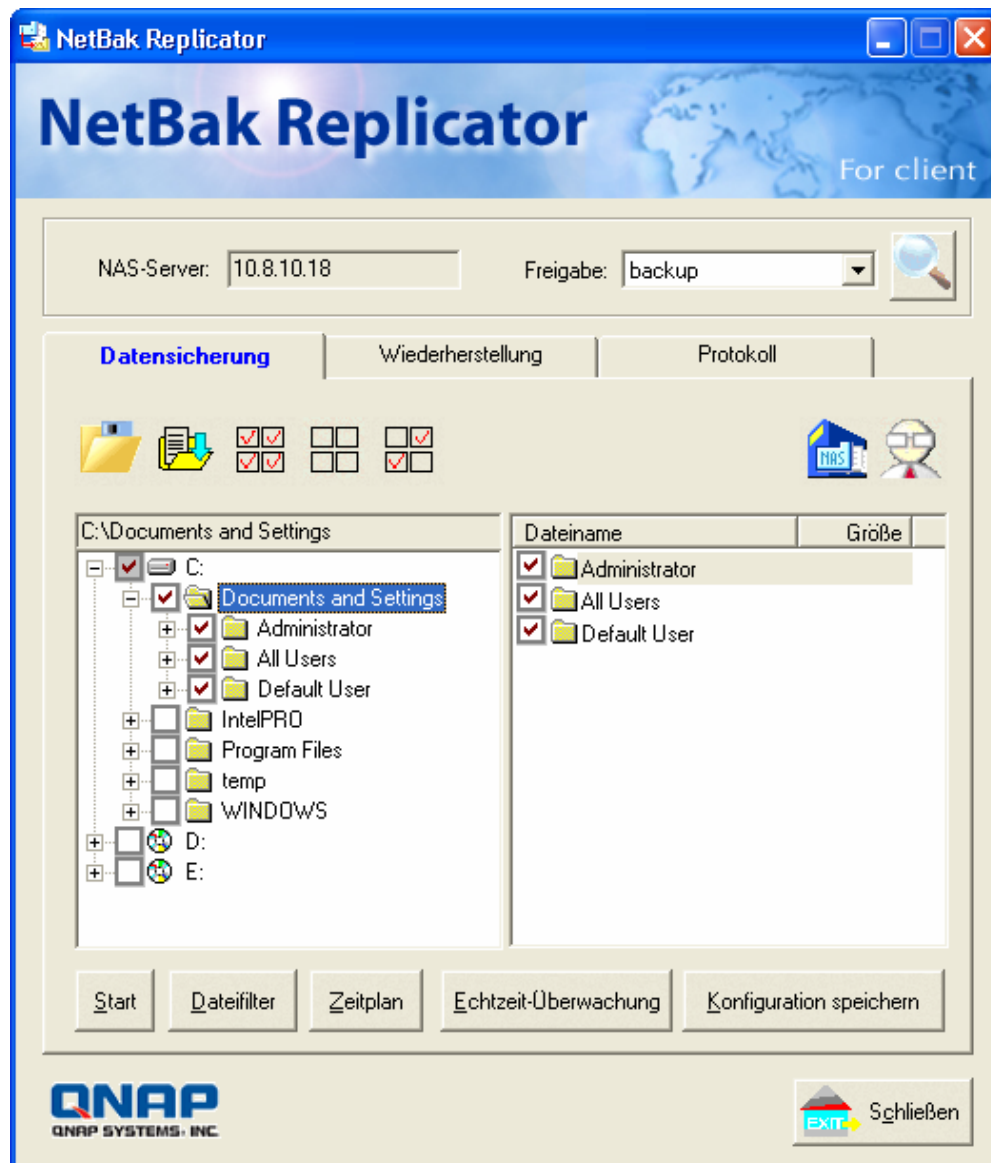 NetBak Replicator
NetBak Replicator
For client
NAS-Server: 10.8.10.18 Freigabe: backup
Datensicherung Wiederherstellung Protokoll
NAS
C:\Documents and Settings
C:
Documents and Settings
Administrator
All Users
Default User
IntelPRO
Program Files
temp
WINDOWS
D:
E:
Dateiname Größe
Administrator
All Users
Default User
Start Dateifilter Zeitplan Echtzeit-Überwachung Konfiguration speichern
QNAP
QNAP SYSTEMS, INC
EXIT Schließen